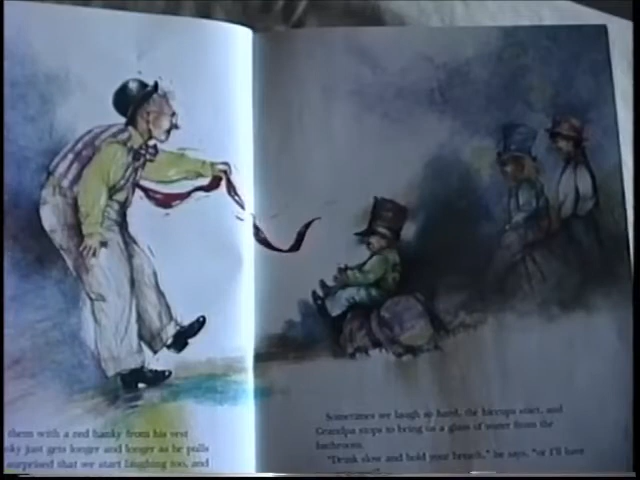 them with a red hanky from his vest
ky just gets longer and longer as he pulls
surprised that we start laughing too, and
Sometimes we laugh so hard, the hiccups start, and
Grandpa stops to bring us a glass of water from the
bathroom.
"Drink slow and hold your breath," he says, "or I'll have